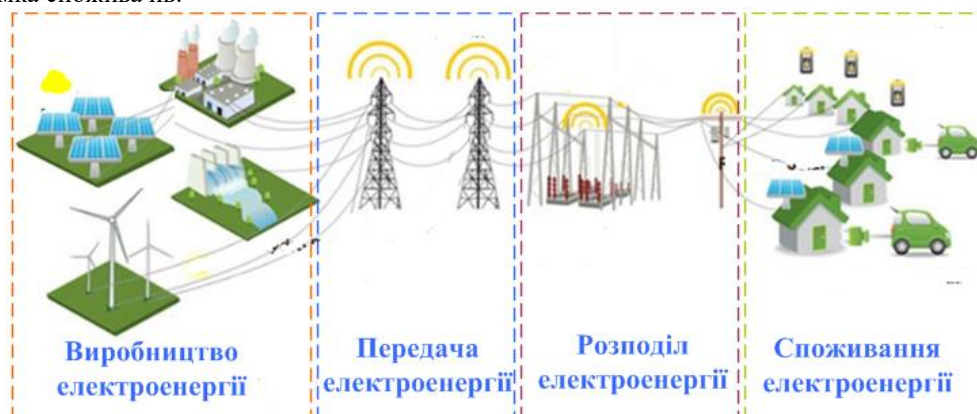 Виробництво
електроенергії
Передача
електроенергії
Розподіл
електроенергії
Споживання
електроенергії